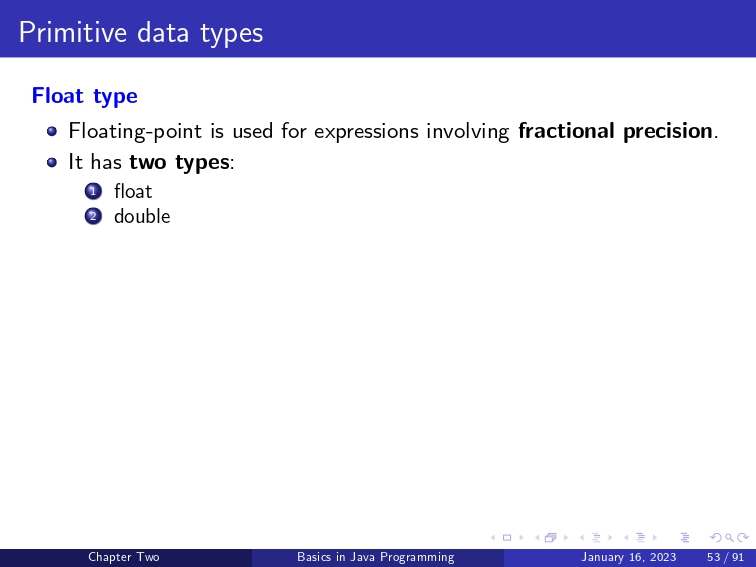 Primitive data types
Float type
Floating-point is used for expressions involving fractional precision.
It has two types:
1 float
2 double
Chapter Two Basics in Java Programming January 16, 2023 53 / 91